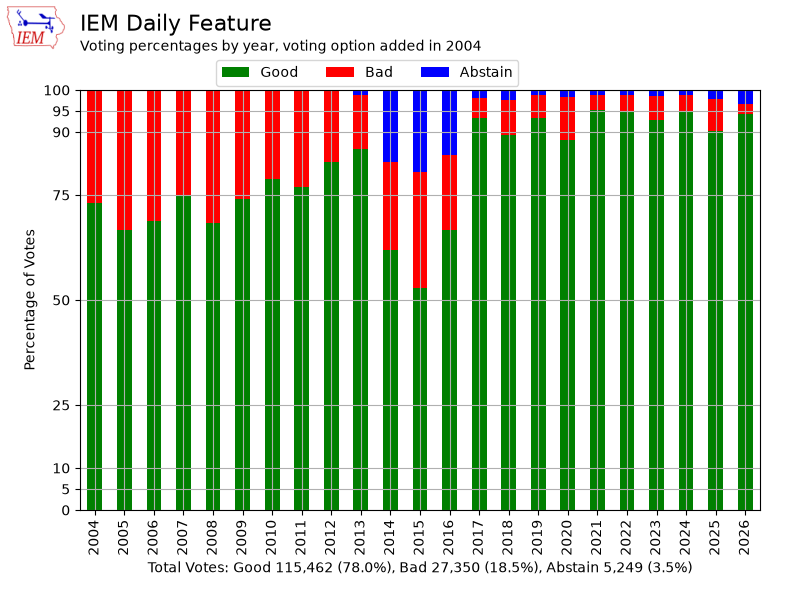 IEM
IEM Daily Feature
Voting percentages by year, voting option added in 2004
Good Bad Abstain
100
95
90
75
50
25
10
5
0
Percentage of Votes
2004 2005 2006 2007 2008 2009 2010 2011 2012 2013 2014 2015 2016 2017 2018 2019 2020 2021 2022 2023 2024 2025 2026
Total Votes: Good 115,462 (78.0%), Bad 27,350 (18.5%), Abstain 5,249 (3.5%)